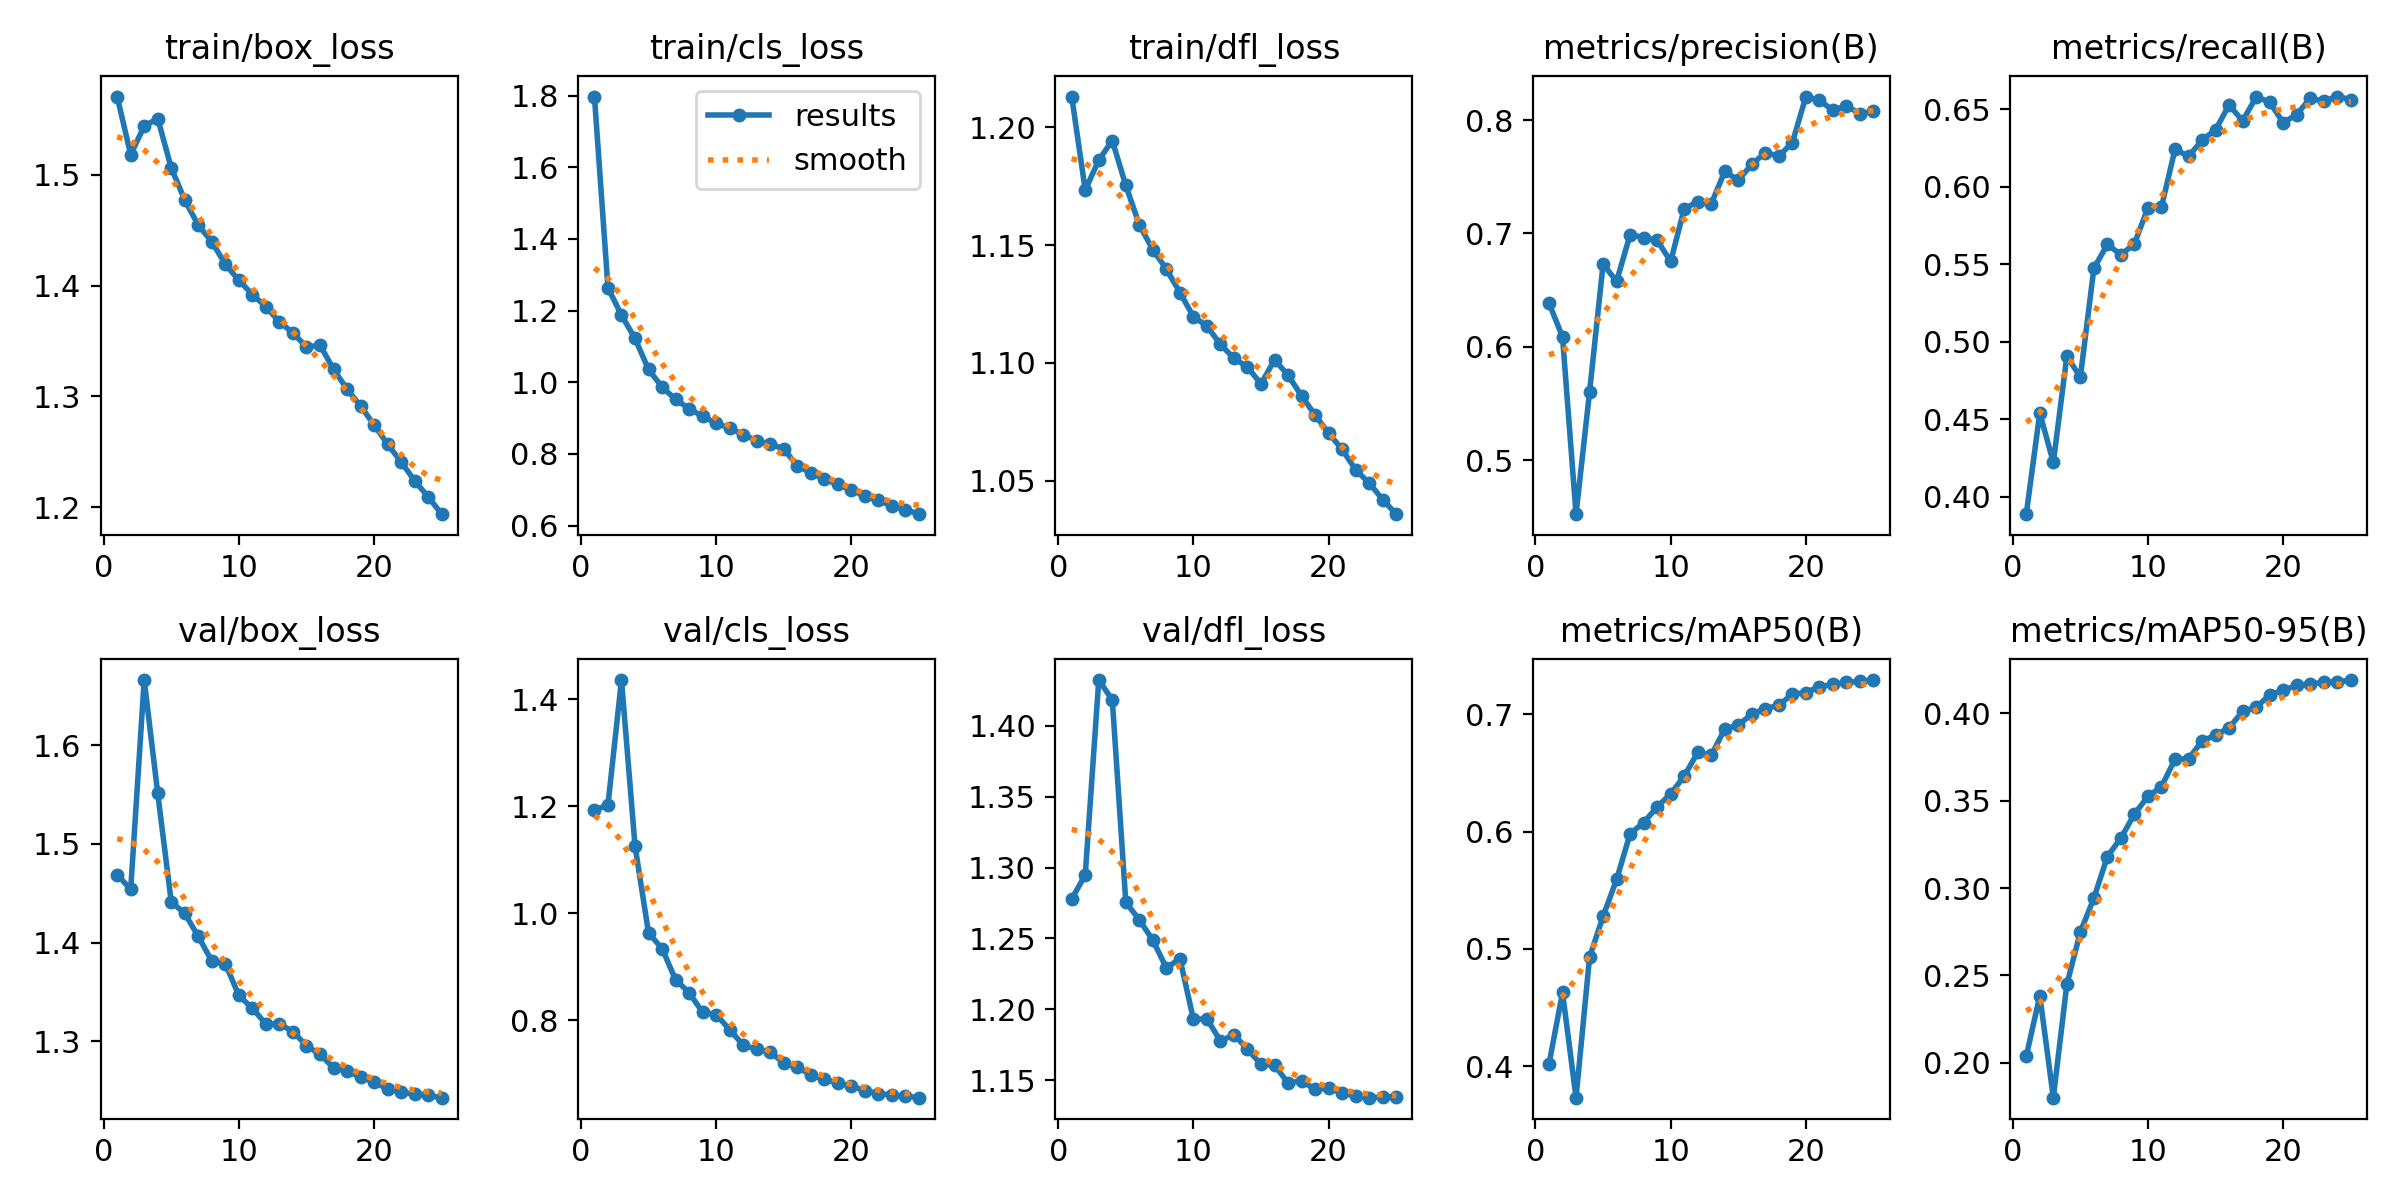 train/box_loss
train/cls_loss
train/dfl_loss
metrics/precision(B)
metrics/recall(B)
1.5
1.4
1.3
1.2
0 10 20
results
smooth
1.8
1.6
1.4
1.2
1.0
0.8
0.6
0 10 20
1.20
1.15
1.10
1.05
0 10 20
0.8
0.7
0.6
0.5
0 10 20
0.65
0.60
0.55
0.50
0.45
0.40
0 10 20
val/box_loss
val/cls_loss
val/dfl_loss
metrics/mAP50(B)
metrics/mAP50-95(B)
1.6
1.5
1.4
1.3
0 10 20
1.4
1.2
1.0
0.8
0 10 20
1.40
1.35
1.30
1.25
1.20
1.15
0 10 20
0.7
0.6
0.5
0.4
0 10 20
0.40
0.35
0.30
0.25
0.20
0 10 20